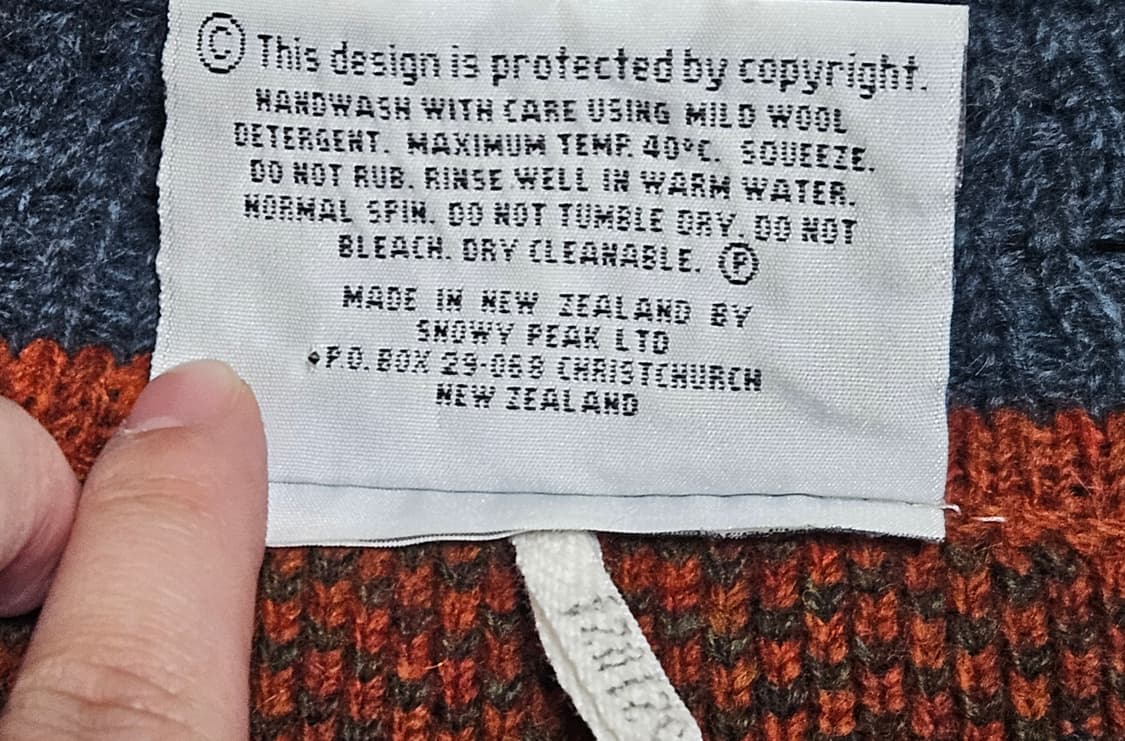 © This design is protected by copyright.
HANDWASH WITH CARE USING MILD WOOL
DETERGENT. MAXIMUM TEMP. 40°C. SQUEEZE.
DO NOT RUB. RINSE WELL IN WARM WATER.
NORMAL SPIN. DO NOT TUMBLE DRY. DO NOT
BLEACH. DRY CLEANABLE. Ⓟ
MADE IN NEW ZEALAND BY
SNOWY PEAK LTD
P.O. BOX 29-068 CHRISTCHURCH
NEW ZEALAND